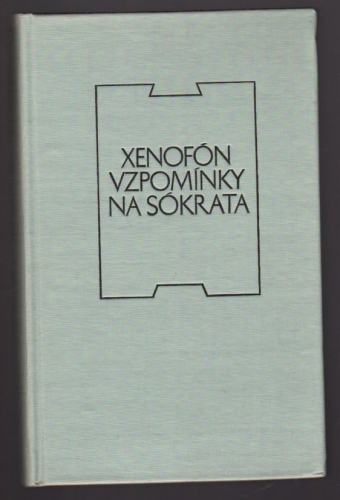 XENOFÓN
VZPOMÍNKY
NA SÓKRATA